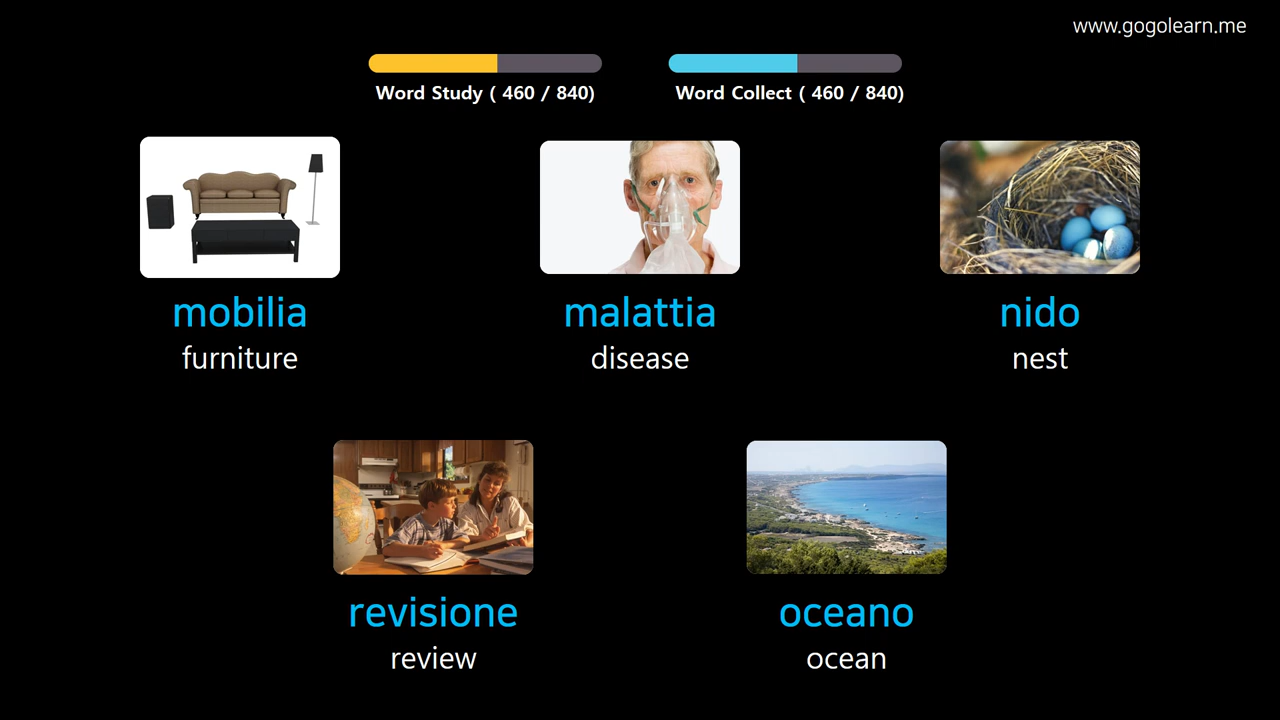 www.gogolearn.me
Word Study ( 460 / 840)
Word Collect ( 460 / 840)
mobilia
furniture
malattia
disease
nido
nest
revisione
review
oceano
ocean